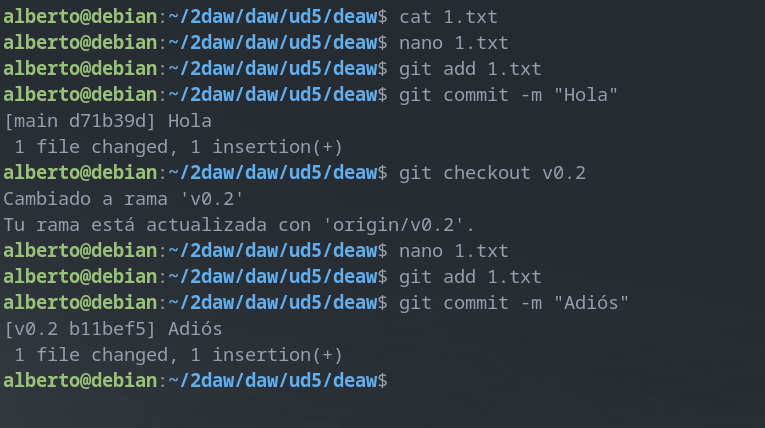 alberto@debian:~/2daw/daw/ud5/deaw$ cat 1.txt
alberto@debian:~/2daw/daw/ud5/deaw$ nano 1.txt
alberto@debian:~/2daw/daw/ud5/deaw$ git add 1.txt
alberto@debian:~/2daw/daw/ud5/deaw$ git commit -m "Hola"
[main d71b39d] Hola
 1 file changed, 1 insertion(+)
alberto@debian:~/2daw/daw/ud5/deaw$ git checkout v0.2
Cambiado a rama 'v0.2'
Tu rama está actualizada con 'origin/v0.2'.
alberto@debian:~/2daw/daw/ud5/deaw$ nano 1.txt
alberto@debian:~/2daw/daw/ud5/deaw$ git add 1.txt
alberto@debian:~/2daw/daw/ud5/deaw$ git commit -m "Adiós"
[v0.2 b11bef5] Adiós
 1 file changed, 1 insertion(+)
alberto@debian:~/2daw/daw/ud5/deaw$